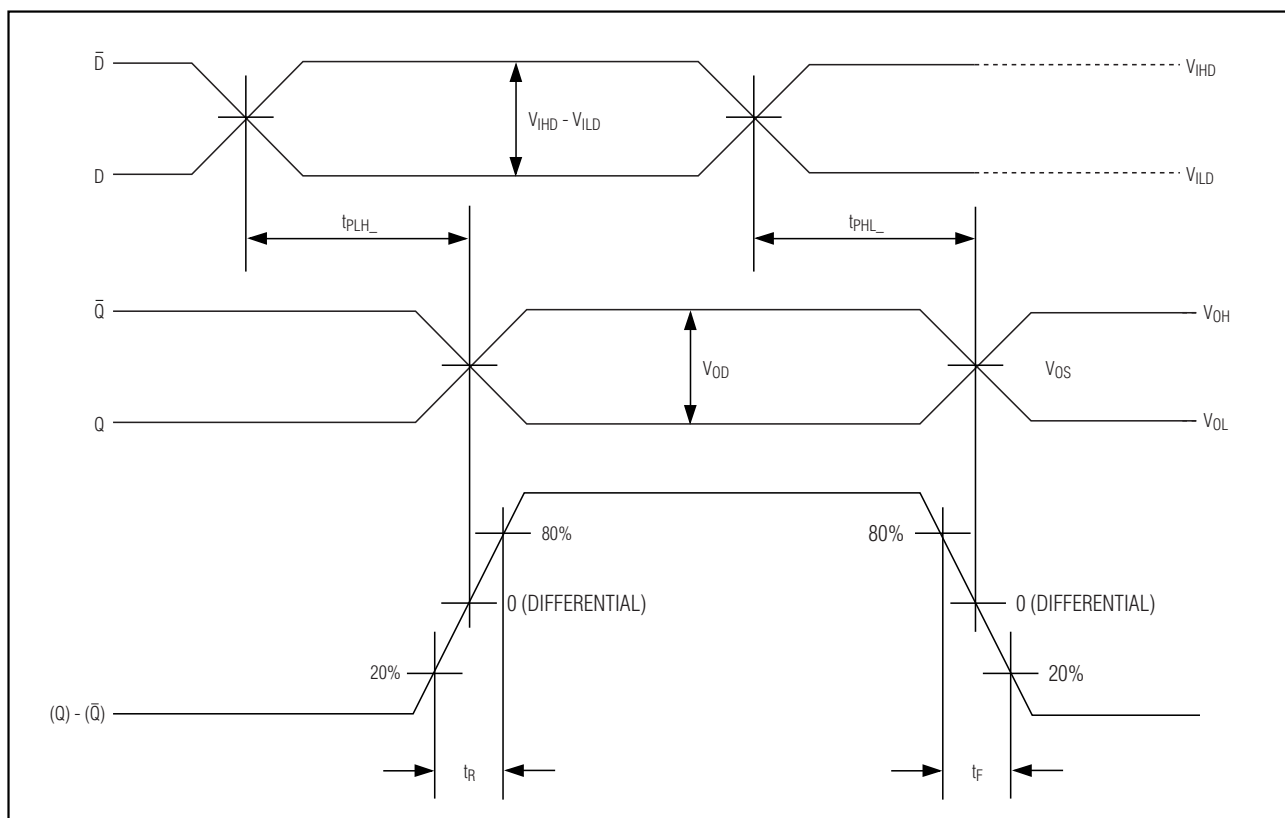 D̄
V_IHD
V_IHD - V_ILD
D
V_ILD
t_PLH_
t_PHL_
Q̄
V_OH
V_OD
V_OS
Q
V_OL
80%
80%
0 (DIFFERENTIAL)
0 (DIFFERENTIAL)
20%
20%
(Q) - (Q̄)
t_R
t_F